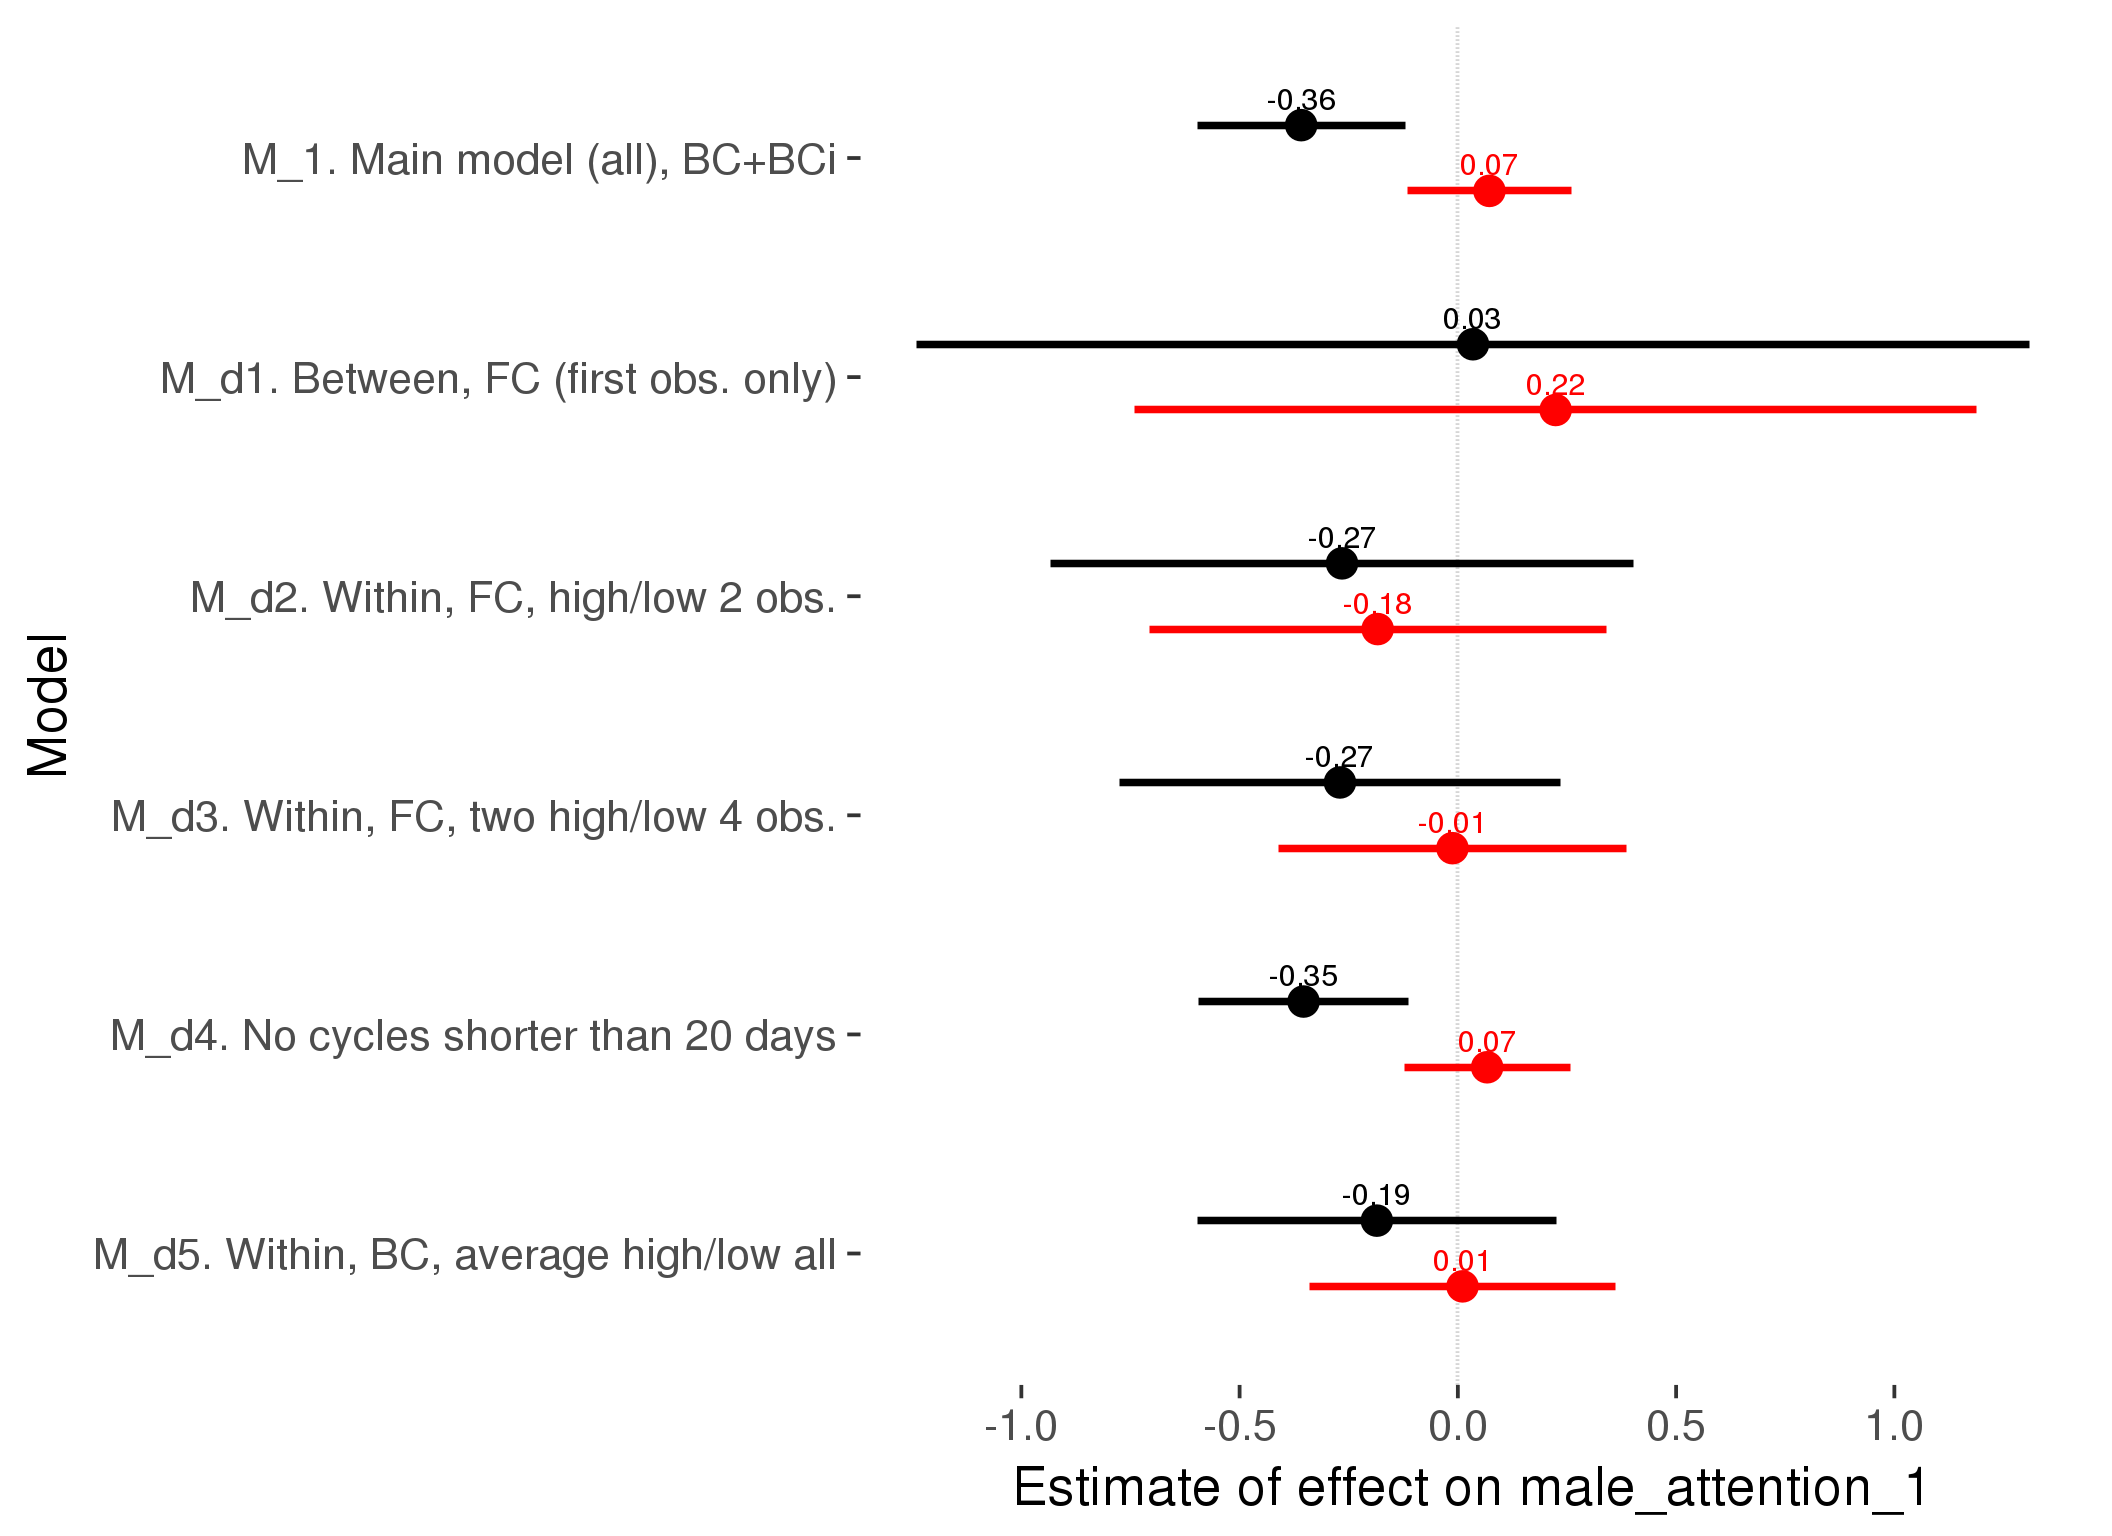 -0.36
M_1. Main model (all), BC+BCi
0.07
0.03
M_d1. Between, FC (first obs. only)
0.22
-0.27
M_d2. Within, FC, high/low 2 obs.
-0.18
Model
-0.27
M_d3. Within, FC, two high/low 4 obs.
-0.01
-0.35
M_d4. No cycles shorter than 20 days
0.07
-0.19
M_d5. Within, BC, average high/low all
0.01
-1.0 -0.5 0.0 0.5 1.0
Estimate of effect on male_attention_1